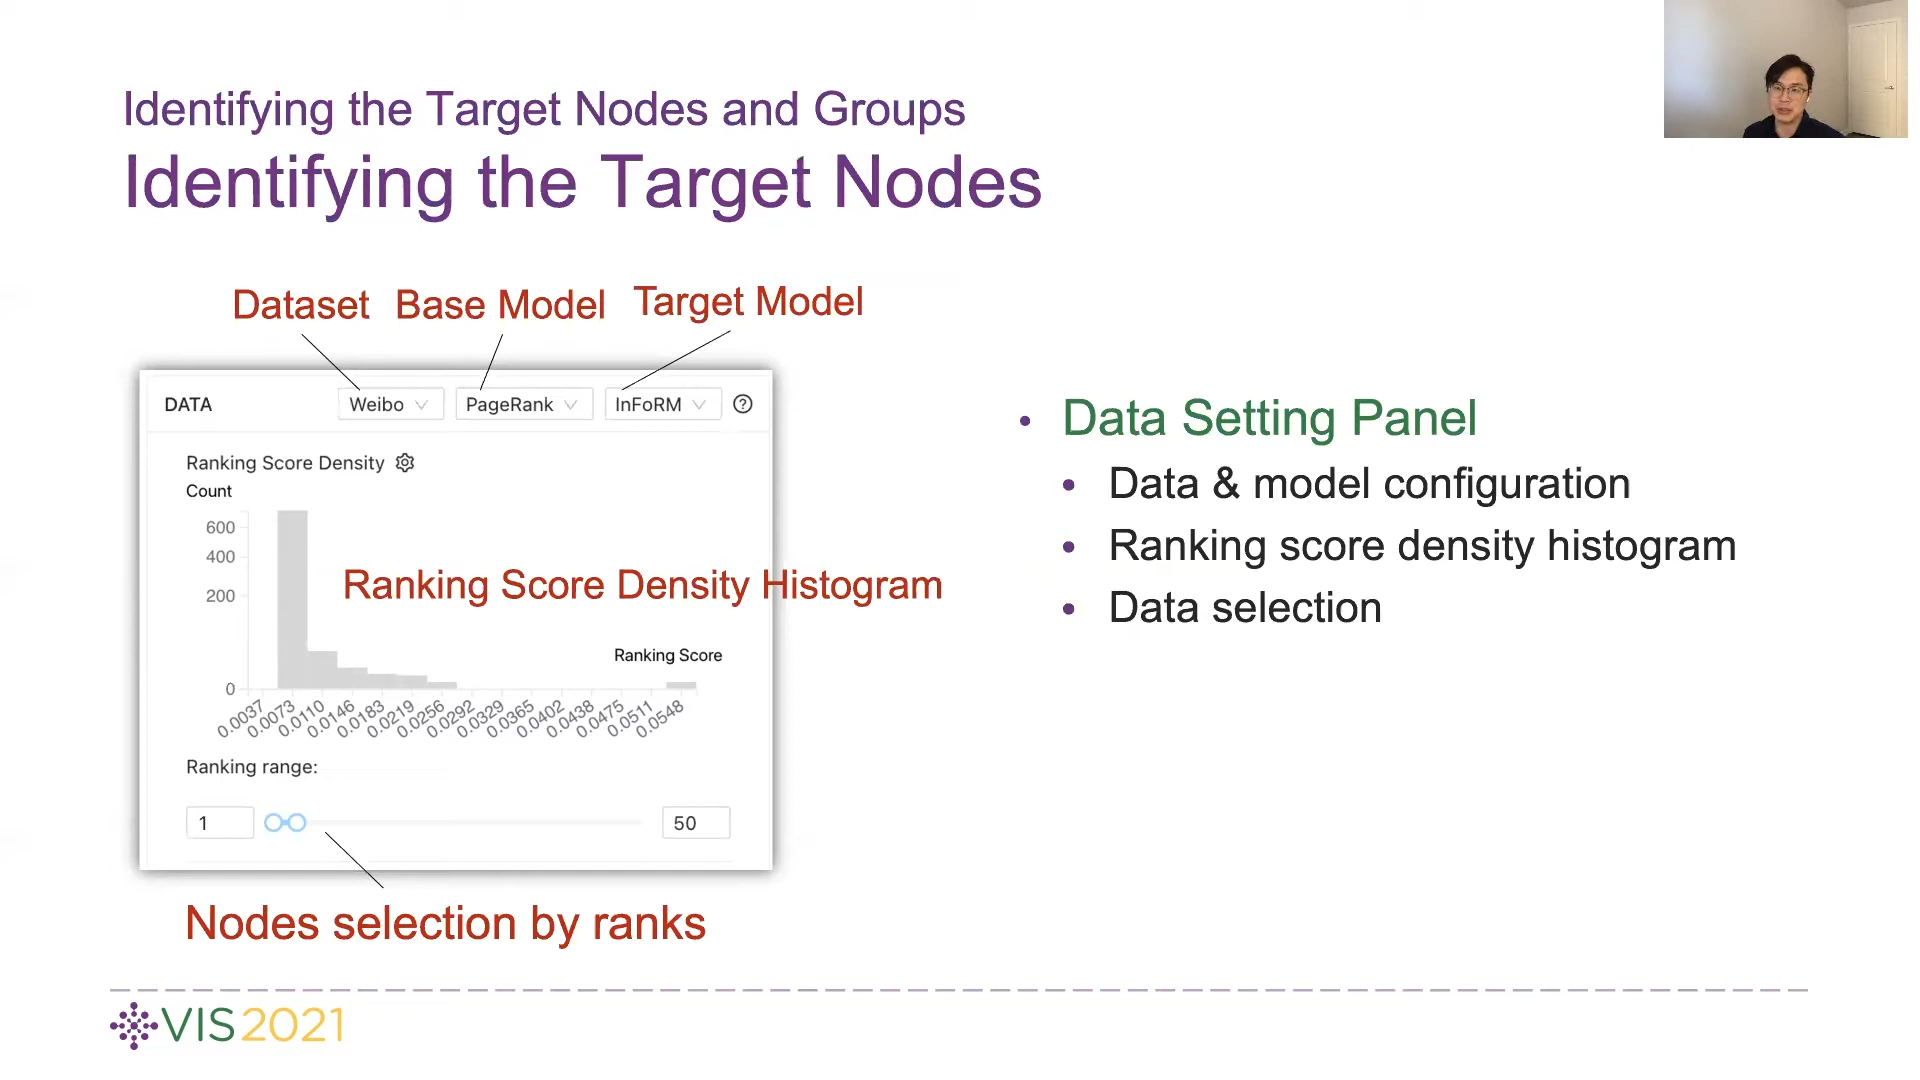 Identifying the Target Nodes and Groups
Identifying the Target Nodes
Dataset Base Model Target Model
DATA Weibo PageRank InFoRM ?
Ranking Score Density
Count
600
400
200
0
Ranking Score Density Histogram
Ranking Score
0.0037 0.0073 0.0110 0.0146 0.0183 0.0219 0.0256 0.0292 0.0329 0.0365 0.0402 0.0438 0.0475 0.0511 0.0548
Ranking range:
1 50
Nodes selection by ranks
• Data Setting Panel
• Data & model configuration
• Ranking score density histogram
• Data selection
VIS2021